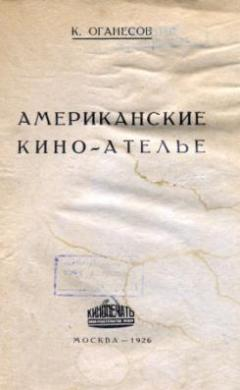 К. ОГАНЕСОВ
АМЕРИКАНСКИЕ
КИНО-АТЕЛЬЕ
КИНОПЕЧАТЬ
МОСКВА — 1926